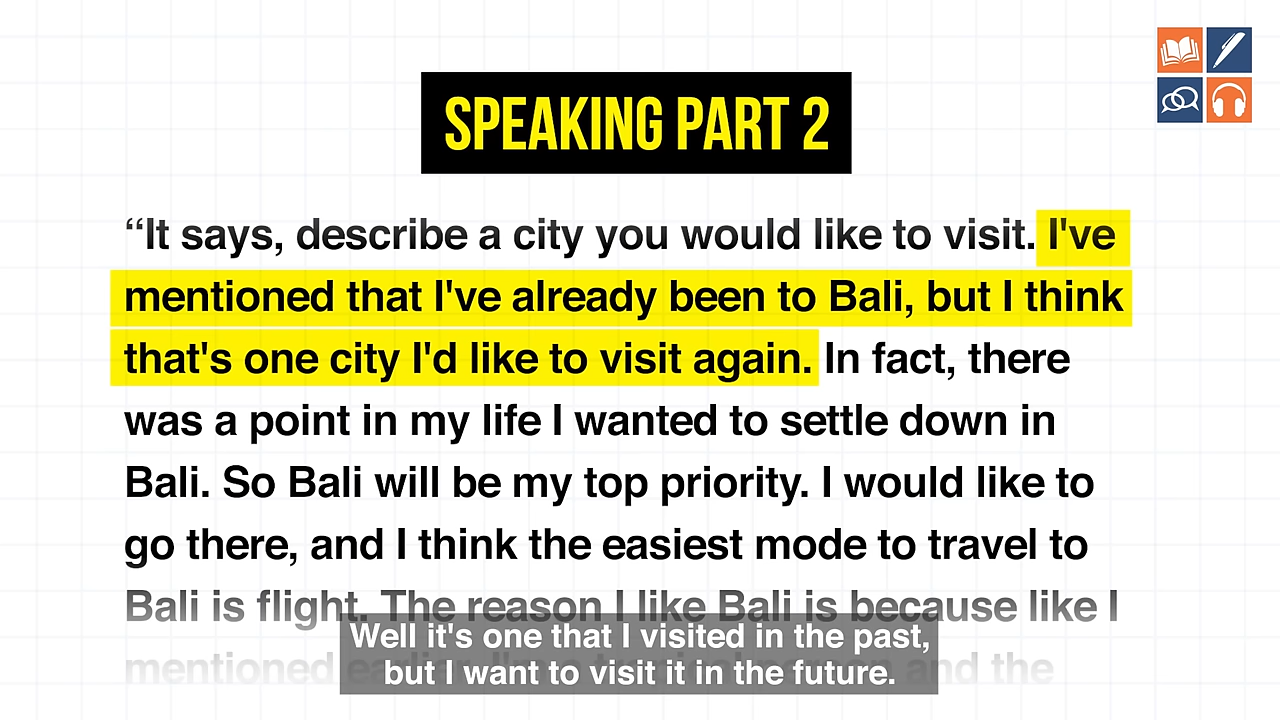 SPEAKING PART 2
“It says, describe a city you would like to visit. I've
mentioned that I've already been to Bali, but I think
that's one city I'd like to visit again. In fact, there
was a point in my life I wanted to settle down in
Bali. So Bali will be my top priority. I would like to
go there, and I think the easiest mode to travel to
Bali is flight. The reason I like Bali is because like I
mentioned and the
Well it's one that I visited in the past,
but I want to visit it in the future.